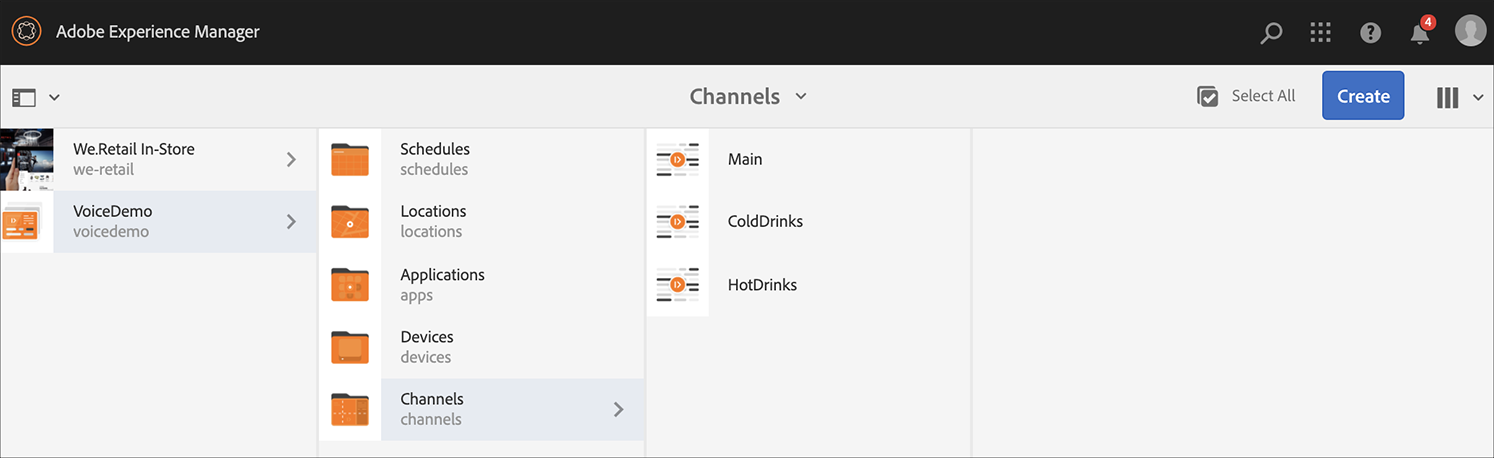 Adobe Experience Manager
4
Channels
Select All
Create
We.Retail In-Store
we-retail
VoiceDemo
voicedemo
Schedules
schedules
Locations
locations
Applications
apps
Devices
devices
Channels
channels
Main
ColdDrinks
HotDrinks